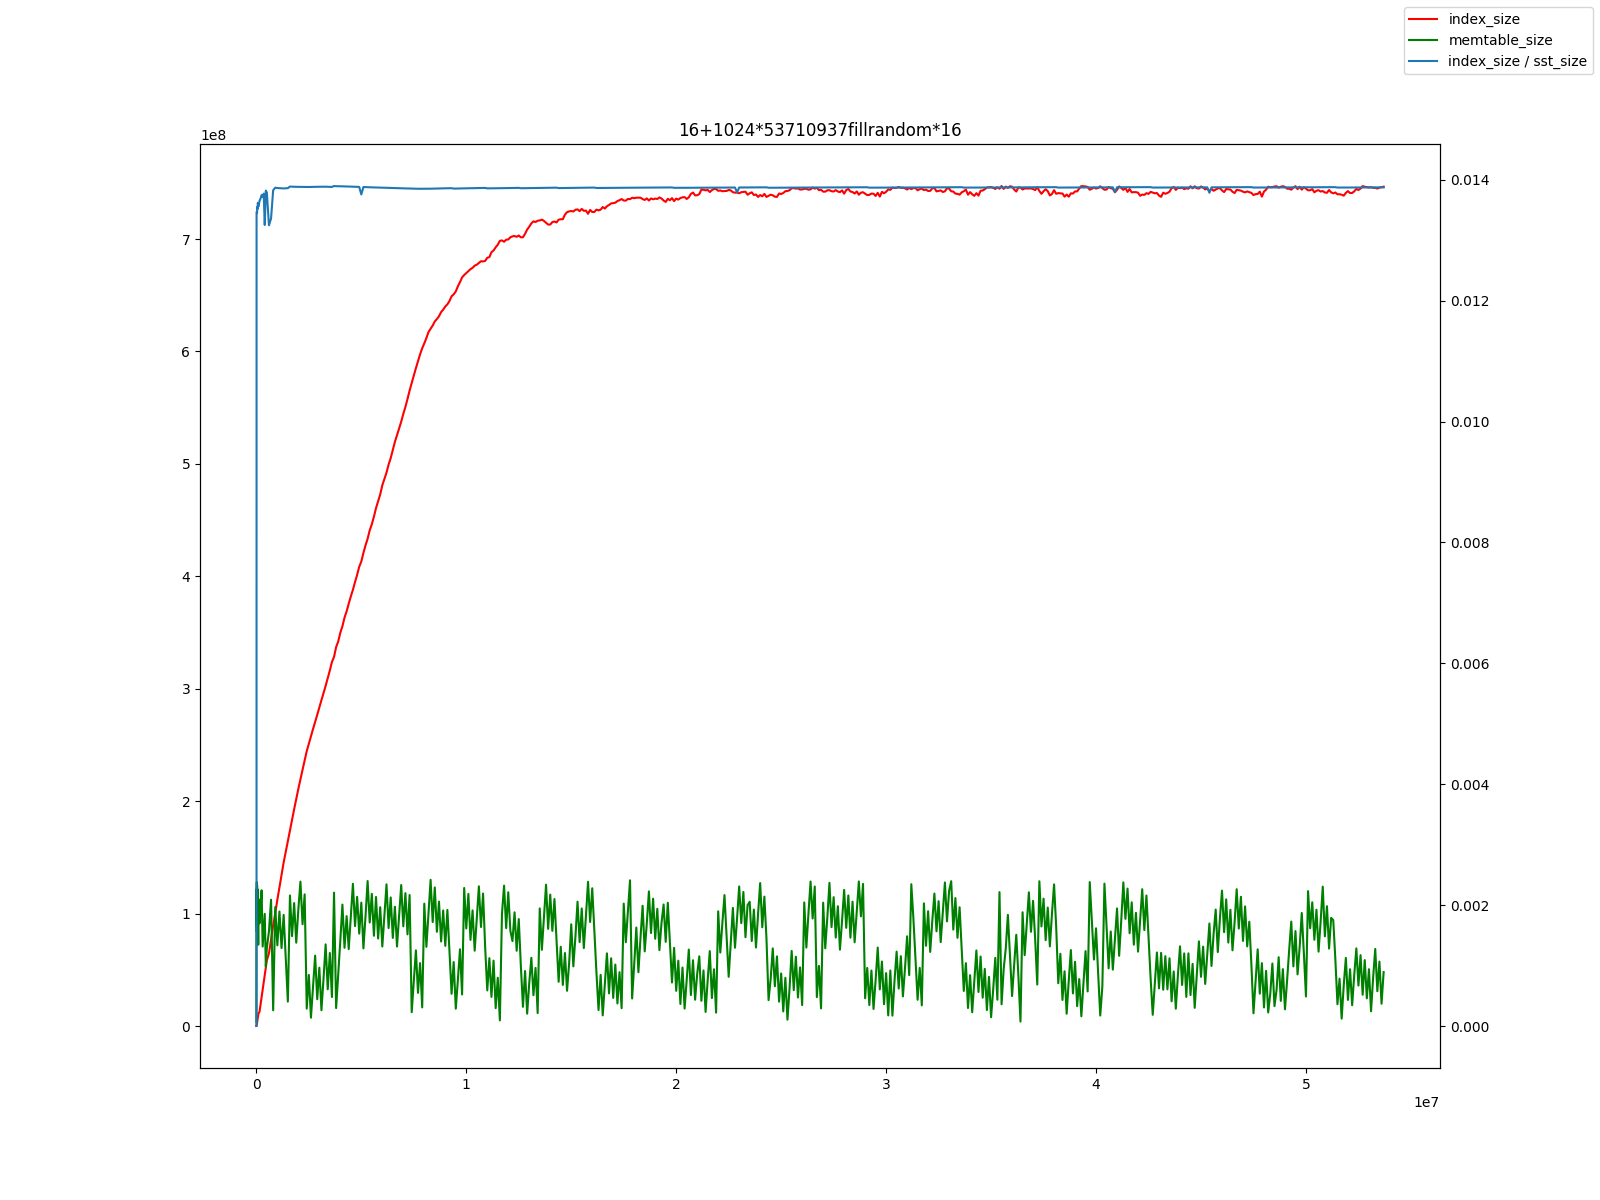 index_size
memtable_size
index_size / sst_size
16+1024*53710937fillrandom*16
1e8
7
6
5
4
3
2
1
0
0.014
0.012
0.010
0.008
0.006
0.004
0.002
0.000
0 1 2 3 4 5
1e7